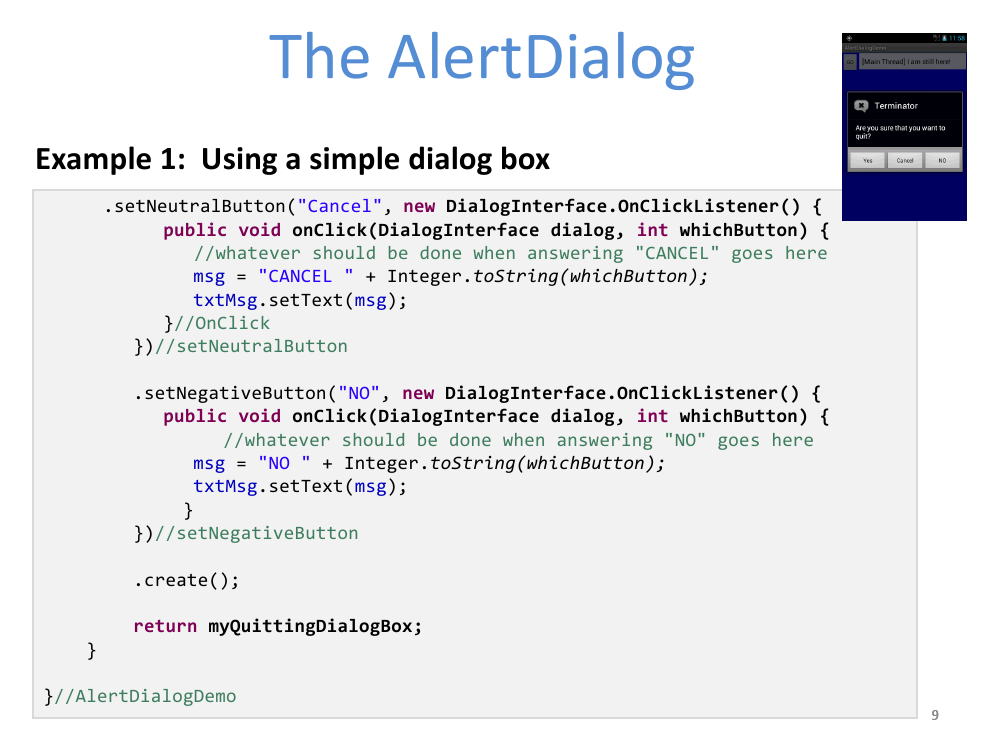 The AlertDialog
11:58
AlertDialogDemo
GO
[Main Thread] I am still here!
Terminator
Are you sure that you want to
quit?
Yes
Cancel
NO
Example 1: Using a simple dialog box
.setNeutralButton("Cancel", new DialogInterface.OnClickListener() {
public void onClick(DialogInterface dialog, int whichButton) {
//whatever should be done when answering "CANCEL" goes here
msg = "CANCEL " + Integer.toString(whichButton);
txtMsg.setText(msg);
}//OnClick
})//setNeutralButton
.setNegativeButton("NO", new DialogInterface.OnClickListener() {
public void onClick(DialogInterface dialog, int whichButton) {
//whatever should be done when answering "NO" goes here
msg = "NO " + Integer.toString(whichButton);
txtMsg.setText(msg);
}
})//setNegativeButton
.create();
return myQuittingDialogBox;
}
}//AlertDialogDemo
9